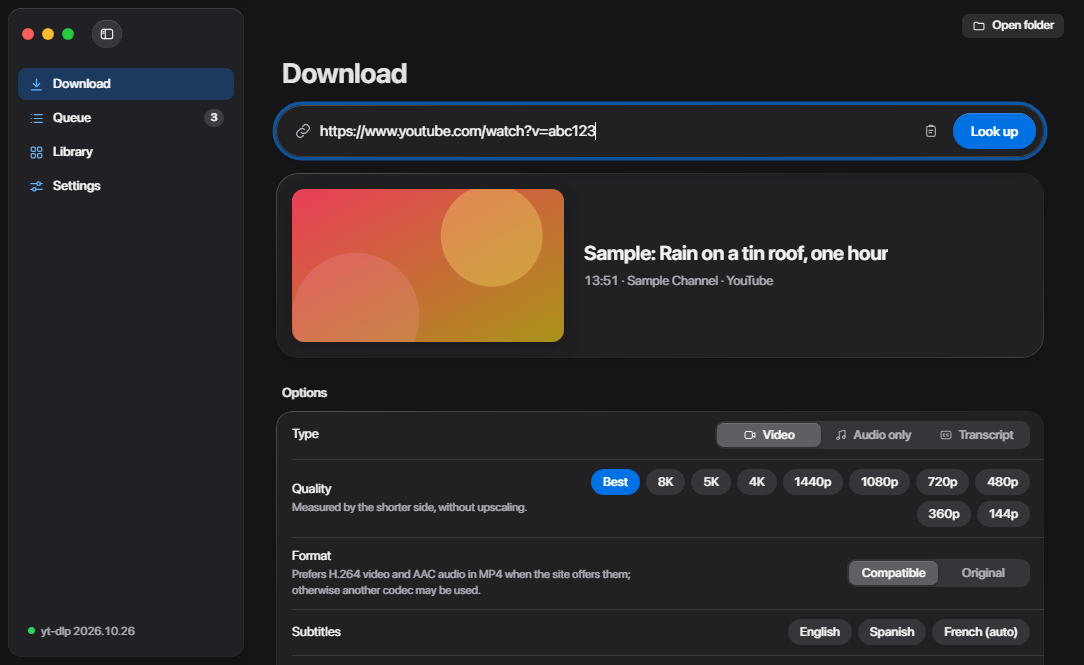 Open folder
Download
Queue
3
Library
Settings
yt-dlp 2026.10.26
Download
https://www.youtube.com/watch?v=abc123
Look up
Sample: Rain on a tin roof, one hour
13:51 · Sample Channel · YouTube
Options
Type
Video
Audio only
Transcript
Quality
Measured by the shorter side, without upscaling.
Best
8K
5K
4K
1440p
1080p
720p
480p
360p
144p
Format
Prefers H.264 video and AAC audio in MP4 when the site offers them;
otherwise another codec may be used.
Compatible
Original
Subtitles
English
Spanish
French (auto)